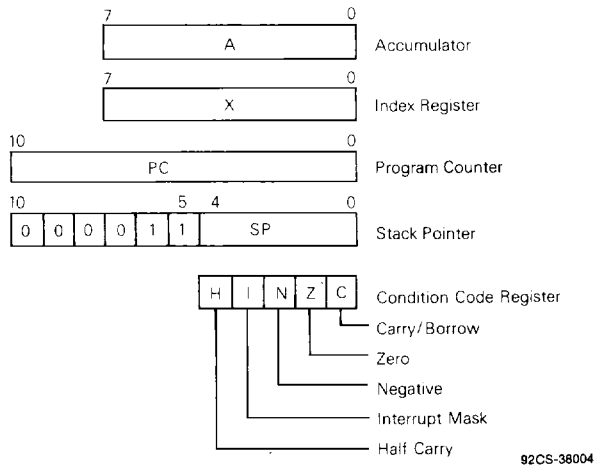 7 0
A Accumulator
7 0
X Index Register
10 0
PC Program Counter
10 5 4 0
0 0 0 0 1 1 SP Stack Pointer
H I N Z C Condition Code Register
Carry/Borrow
Zero
Negative
Interrupt Mask
Half Carry
92CS-38004